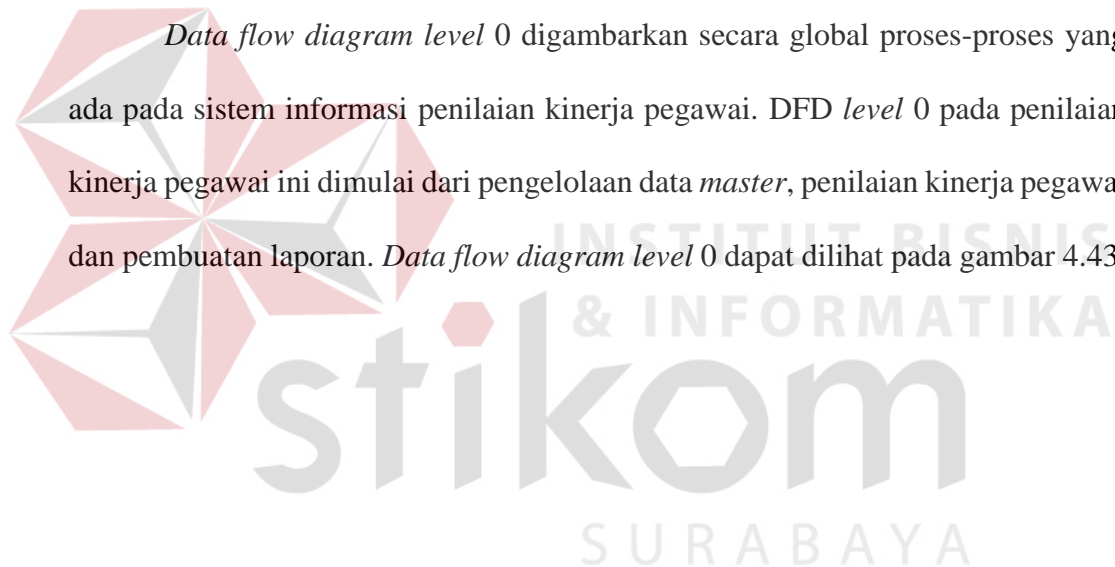 Data flow diagram level 0 digambarkan secara global proses-proses yang
ada pada sistem informasi penilaian kinerja pegawai. DFD level 0 pada penilaian
kinerja pegawai ini dimulai dari pengelolaan data master, penilaian kinerja pegawai
dan pembuatan laporan. Data flow diagram level 0 dapat dilihat pada gambar 4.43
INSTITUT BISNIS
& INFORMATIKA
stikom
SURABAYA